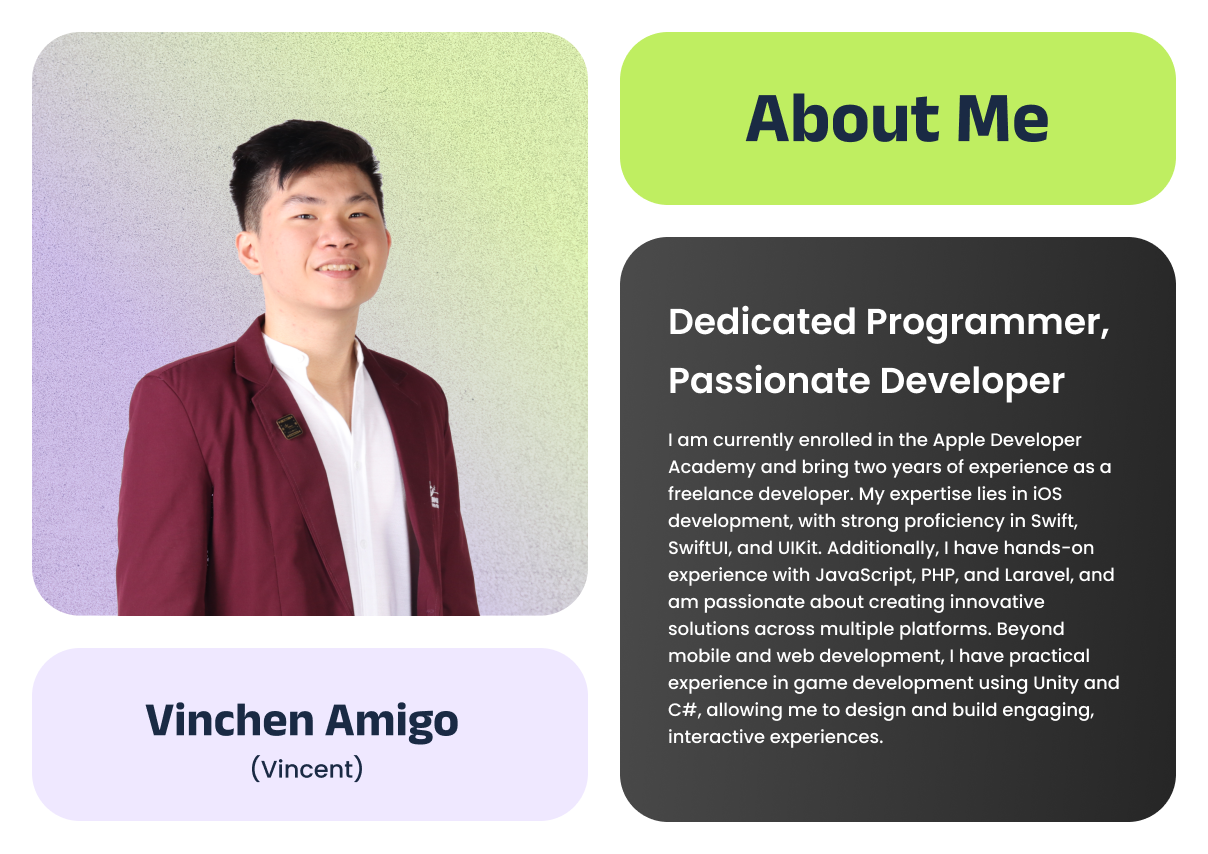 About Me
Dedicated Programmer,
Passionate Developer
I am currently enrolled in the Apple Developer
Academy and bring two years of experience as a
freelance developer. My expertise lies in iOS
development, with strong proficiency in Swift,
SwiftUI, and UIKit. Additionally, I have hands-on
experience with JavaScript, PHP, and Laravel, and
am passionate about creating innovative
solutions across multiple platforms. Beyond
mobile and web development, I have practical
experience in game development using Unity and
C#, allowing me to design and build engaging,
interactive experiences.
Vinchen Amigo
(Vincent)